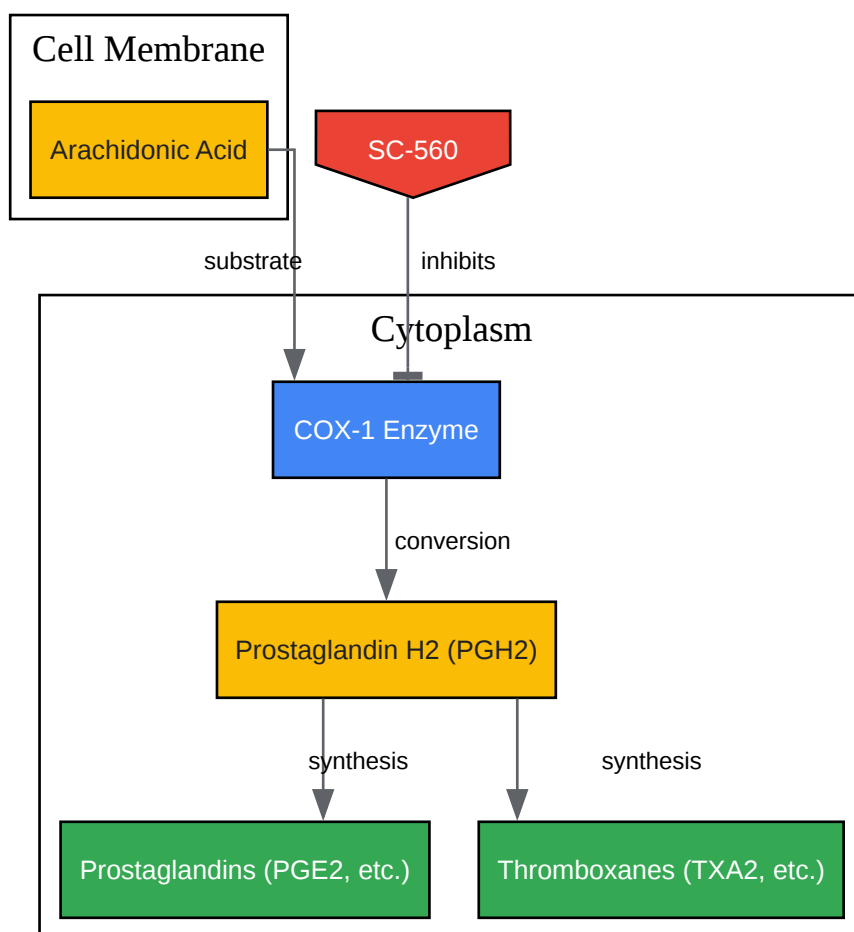 Cell Membrane
Arachidonic Acid
SC-560
substrate
inhibits
Cytoplasm
COX-1 Enzyme
conversion
Prostaglandin H2 (PGH2)
synthesis
synthesis
Prostaglandins (PGE2, etc.)
Thromboxanes (TXA2, etc.)